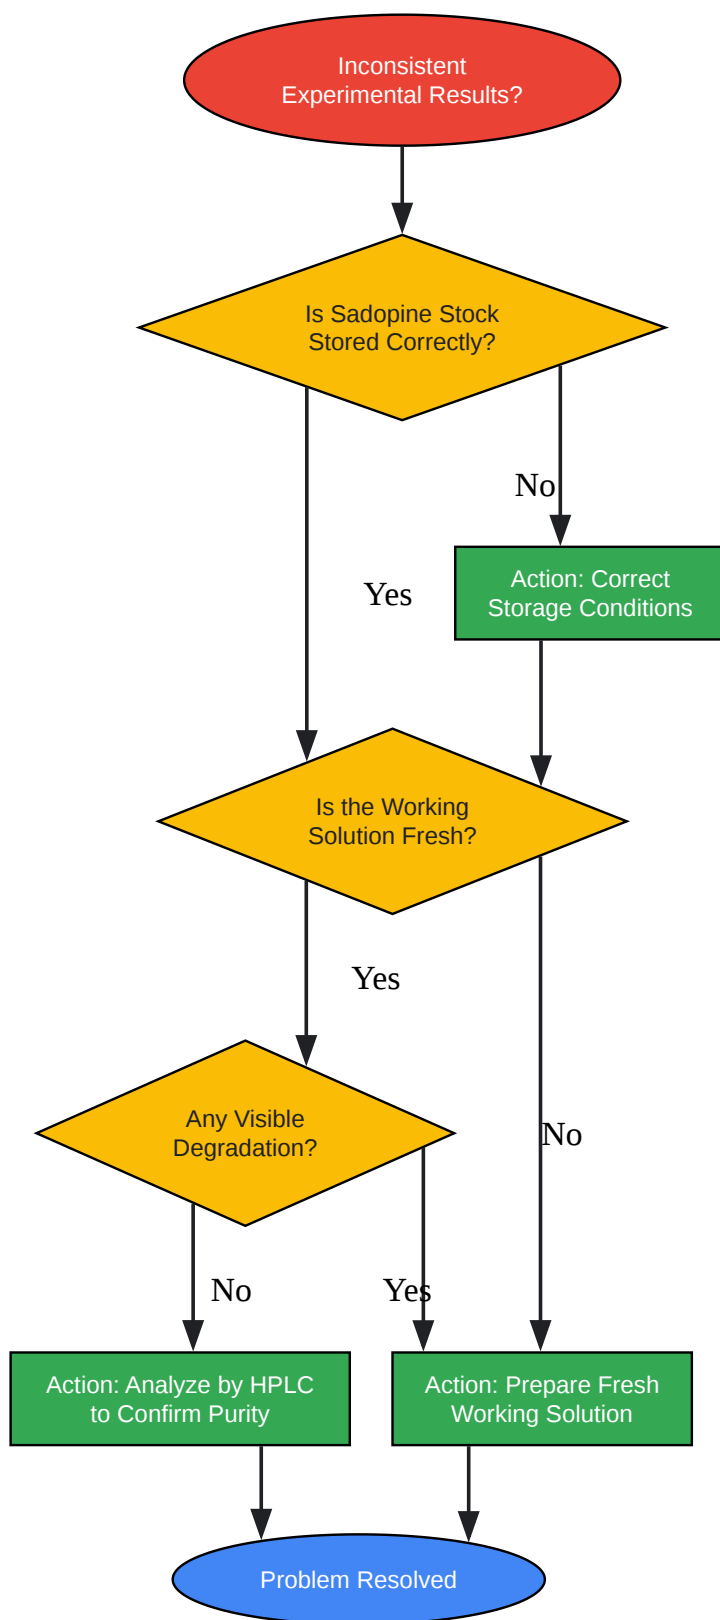 Inconsistent
Experimental Results?
Is Sadopine Stock
Stored Correctly?
No
Yes
Action: Correct
Storage Conditions
Is the Working
Solution Fresh?
Yes
Any Visible
Degradation?
No
No
Yes
Action: Analyze by HPLC
to Confirm Purity
Action: Prepare Fresh
Working Solution
Problem Resolved